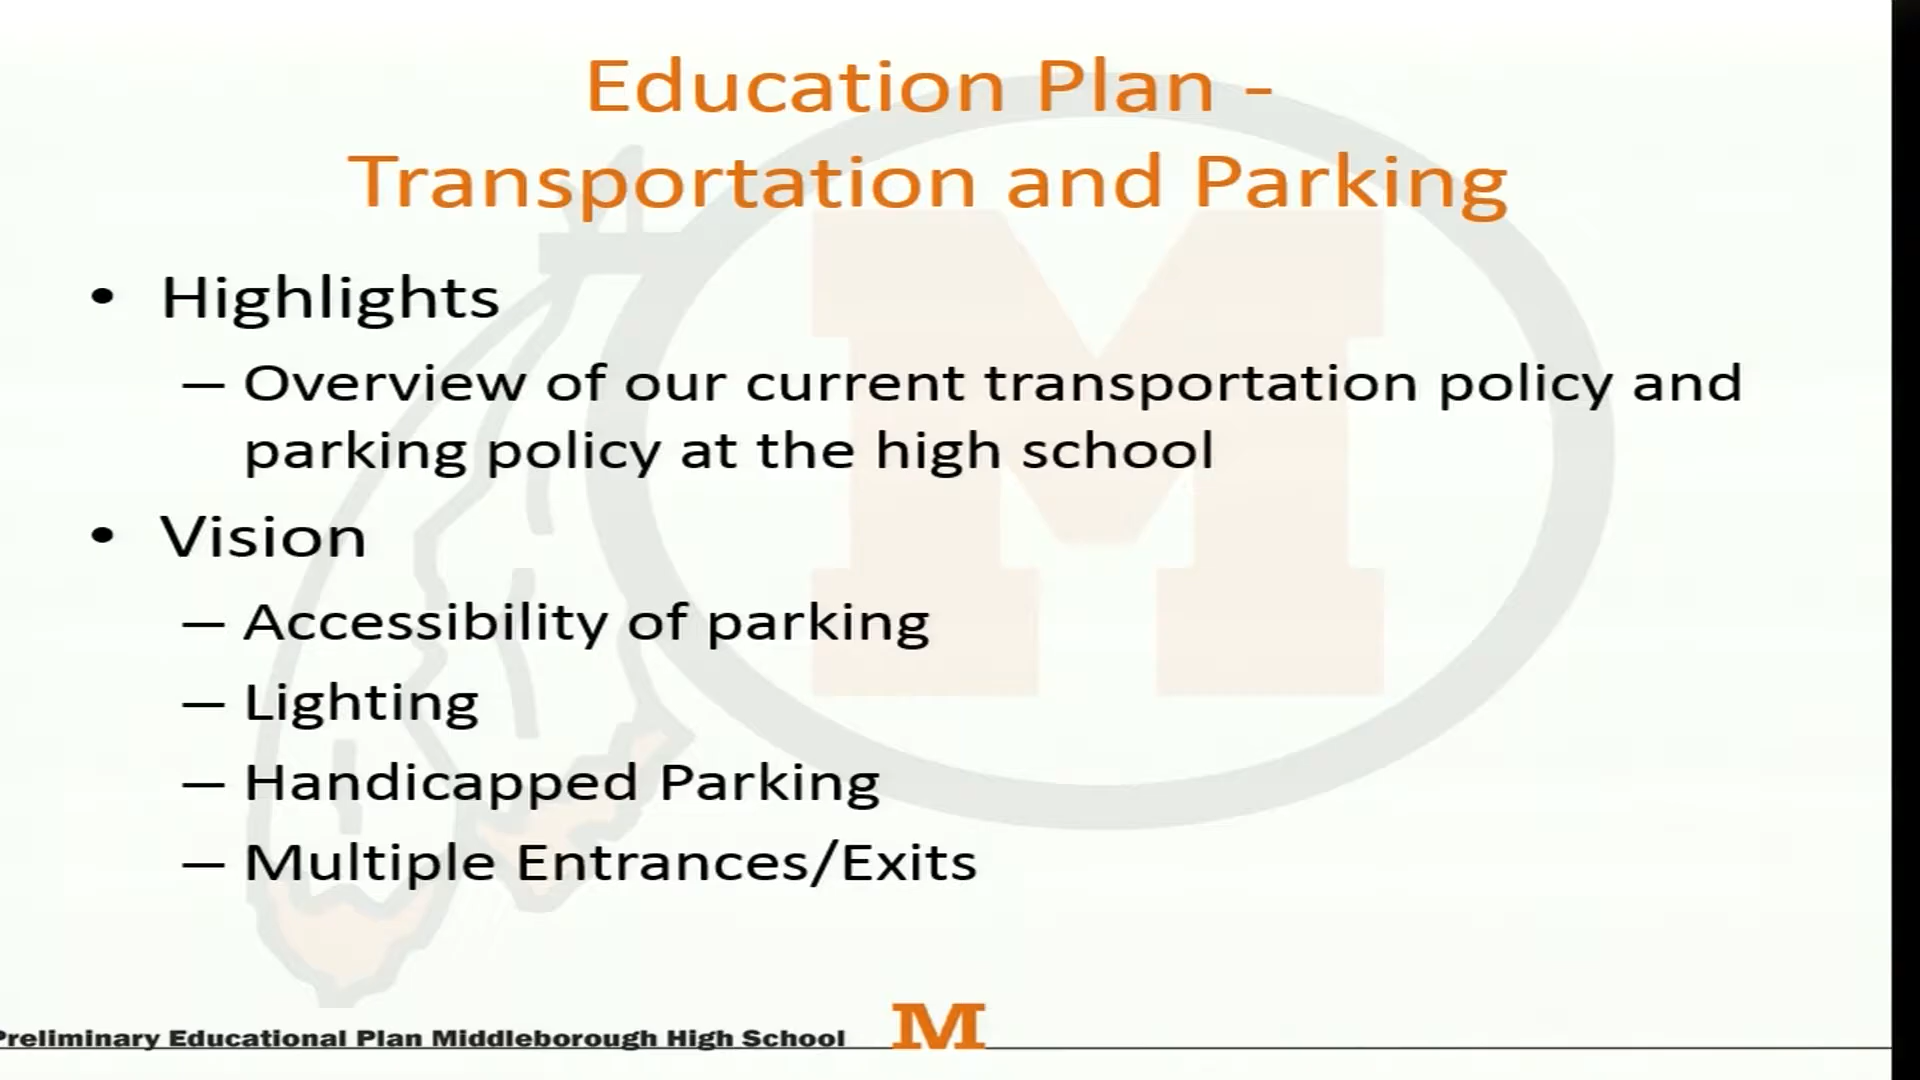 Education Plan -
Transportation and Parking
• Highlights
– Overview of our current transportation policy and
parking policy at the high school
• Vision
– Accessibility of parking
– Lighting
– Handicapped Parking
– Multiple Entrances/Exits
Preliminary Educational Plan Middleborough High School M